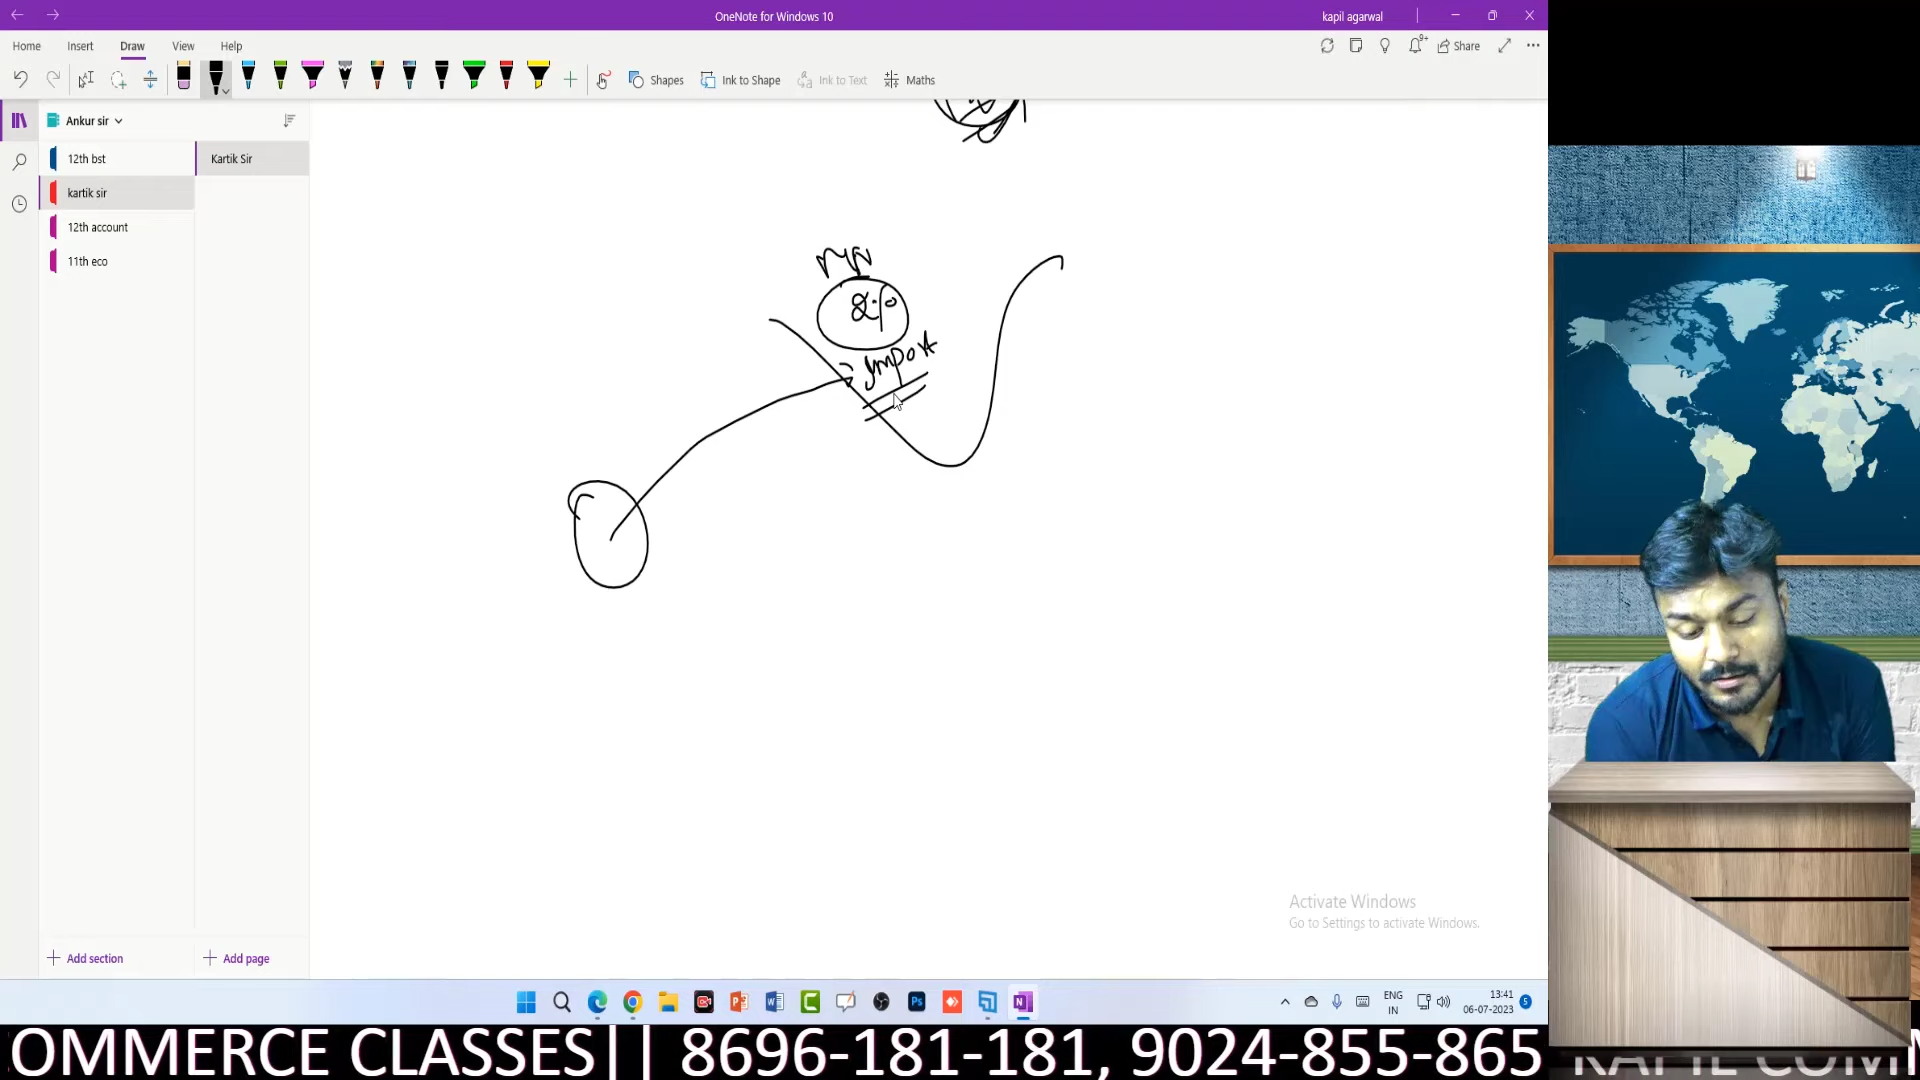 OneNote for Windows 10
kapil agarwal
Home Insert Draw View Help
Share
Shapes
Ink to Shape
Ink to Text
Maths
Ankur sir
12th bst
Kartik Sir
kartik sir
12th account
11th eco
Import
Activate Windows
Go to Settings to activate Windows.
Add section
Add page
ENG
IN
13:41
06-07-2023
5
OMMERCE CLASSES|| 8696-181-181, 9024-855-865